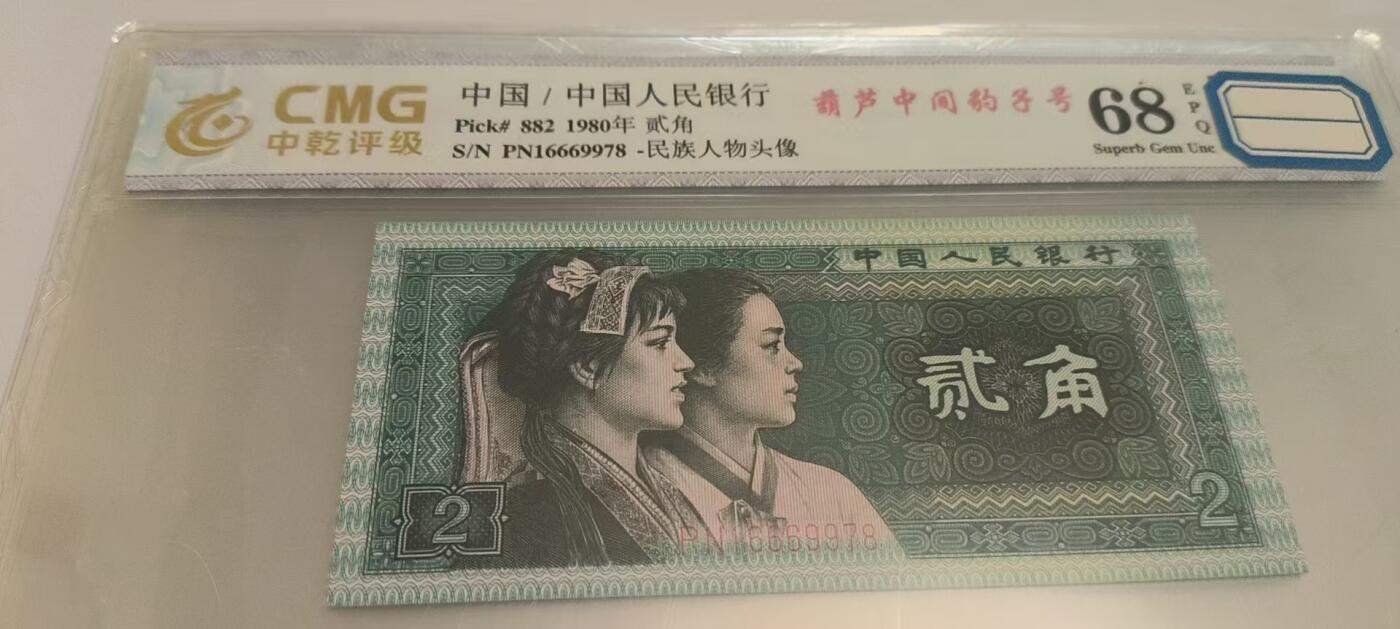 CMG
中乾评级
中国 / 中国人民银行
Pick# 882 1980年 贰角
S/N PN16669978 -民族人物头像
葫芦中间豹子号
68
EPQ
Superb Gem Unc
中国人民银行
贰角
2
2
PN16669978